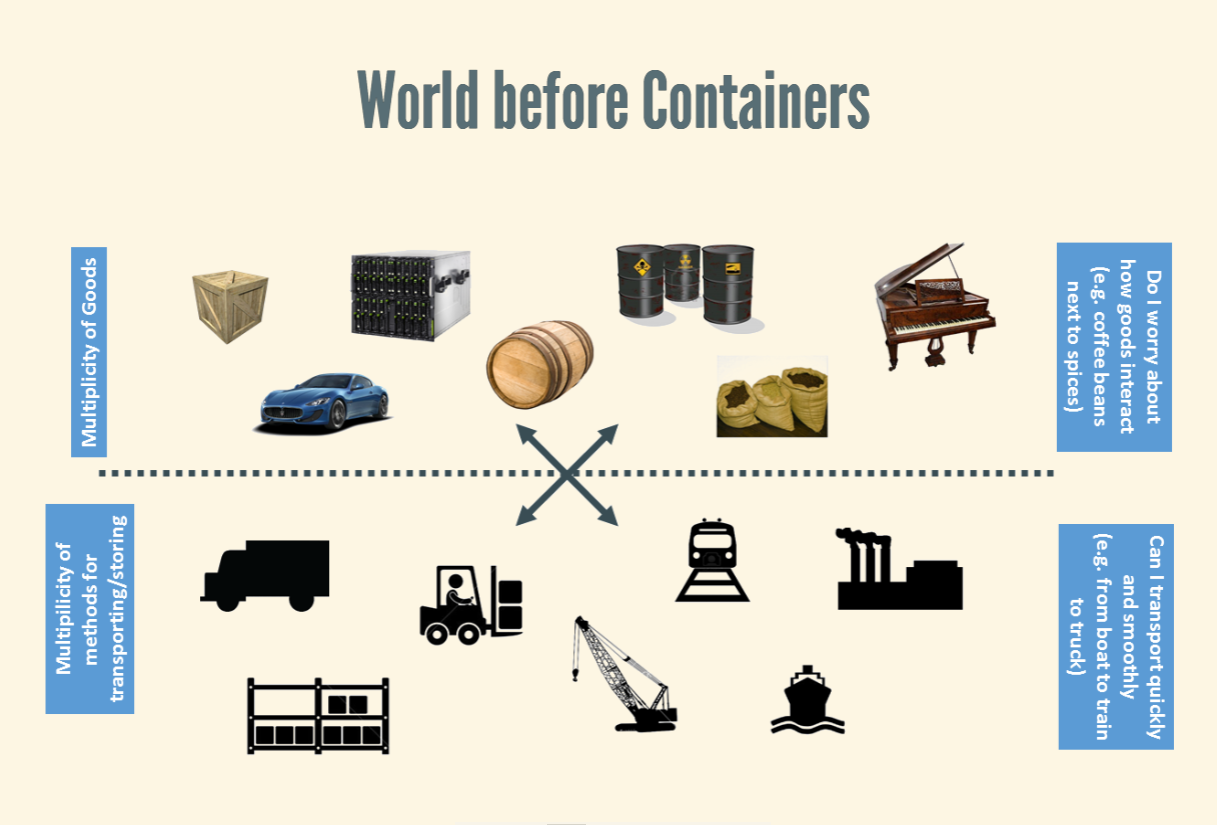 World before Containers
Multiplicity of Goods
Do I worry about
how goods interact
(e.g. coffee beans
next to spices)
Multipilicity of
methods for
transporting/storing
Can I transport quickly
and smoothly
(e.g. from boat to train
to truck)